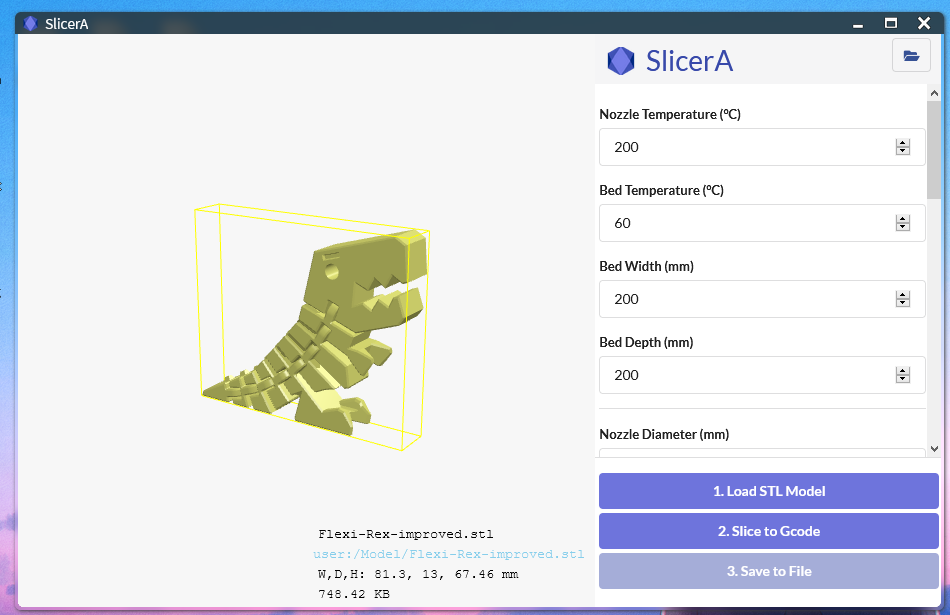 SlicerA
SlicerA
Nozzle Temperature (°C)
200
Bed Temperature (°C)
60
Bed Width (mm)
200
Bed Depth (mm)
200
Nozzle Diameter (mm)
1. Load STL Model
2. Slice to Gcode
3. Save to File
Flexi-Rex-improved.stl
user:/Model/Flexi-Rex-improved.stl
W,D,H: 81.3, 13, 67.46 mm
748.42 KB